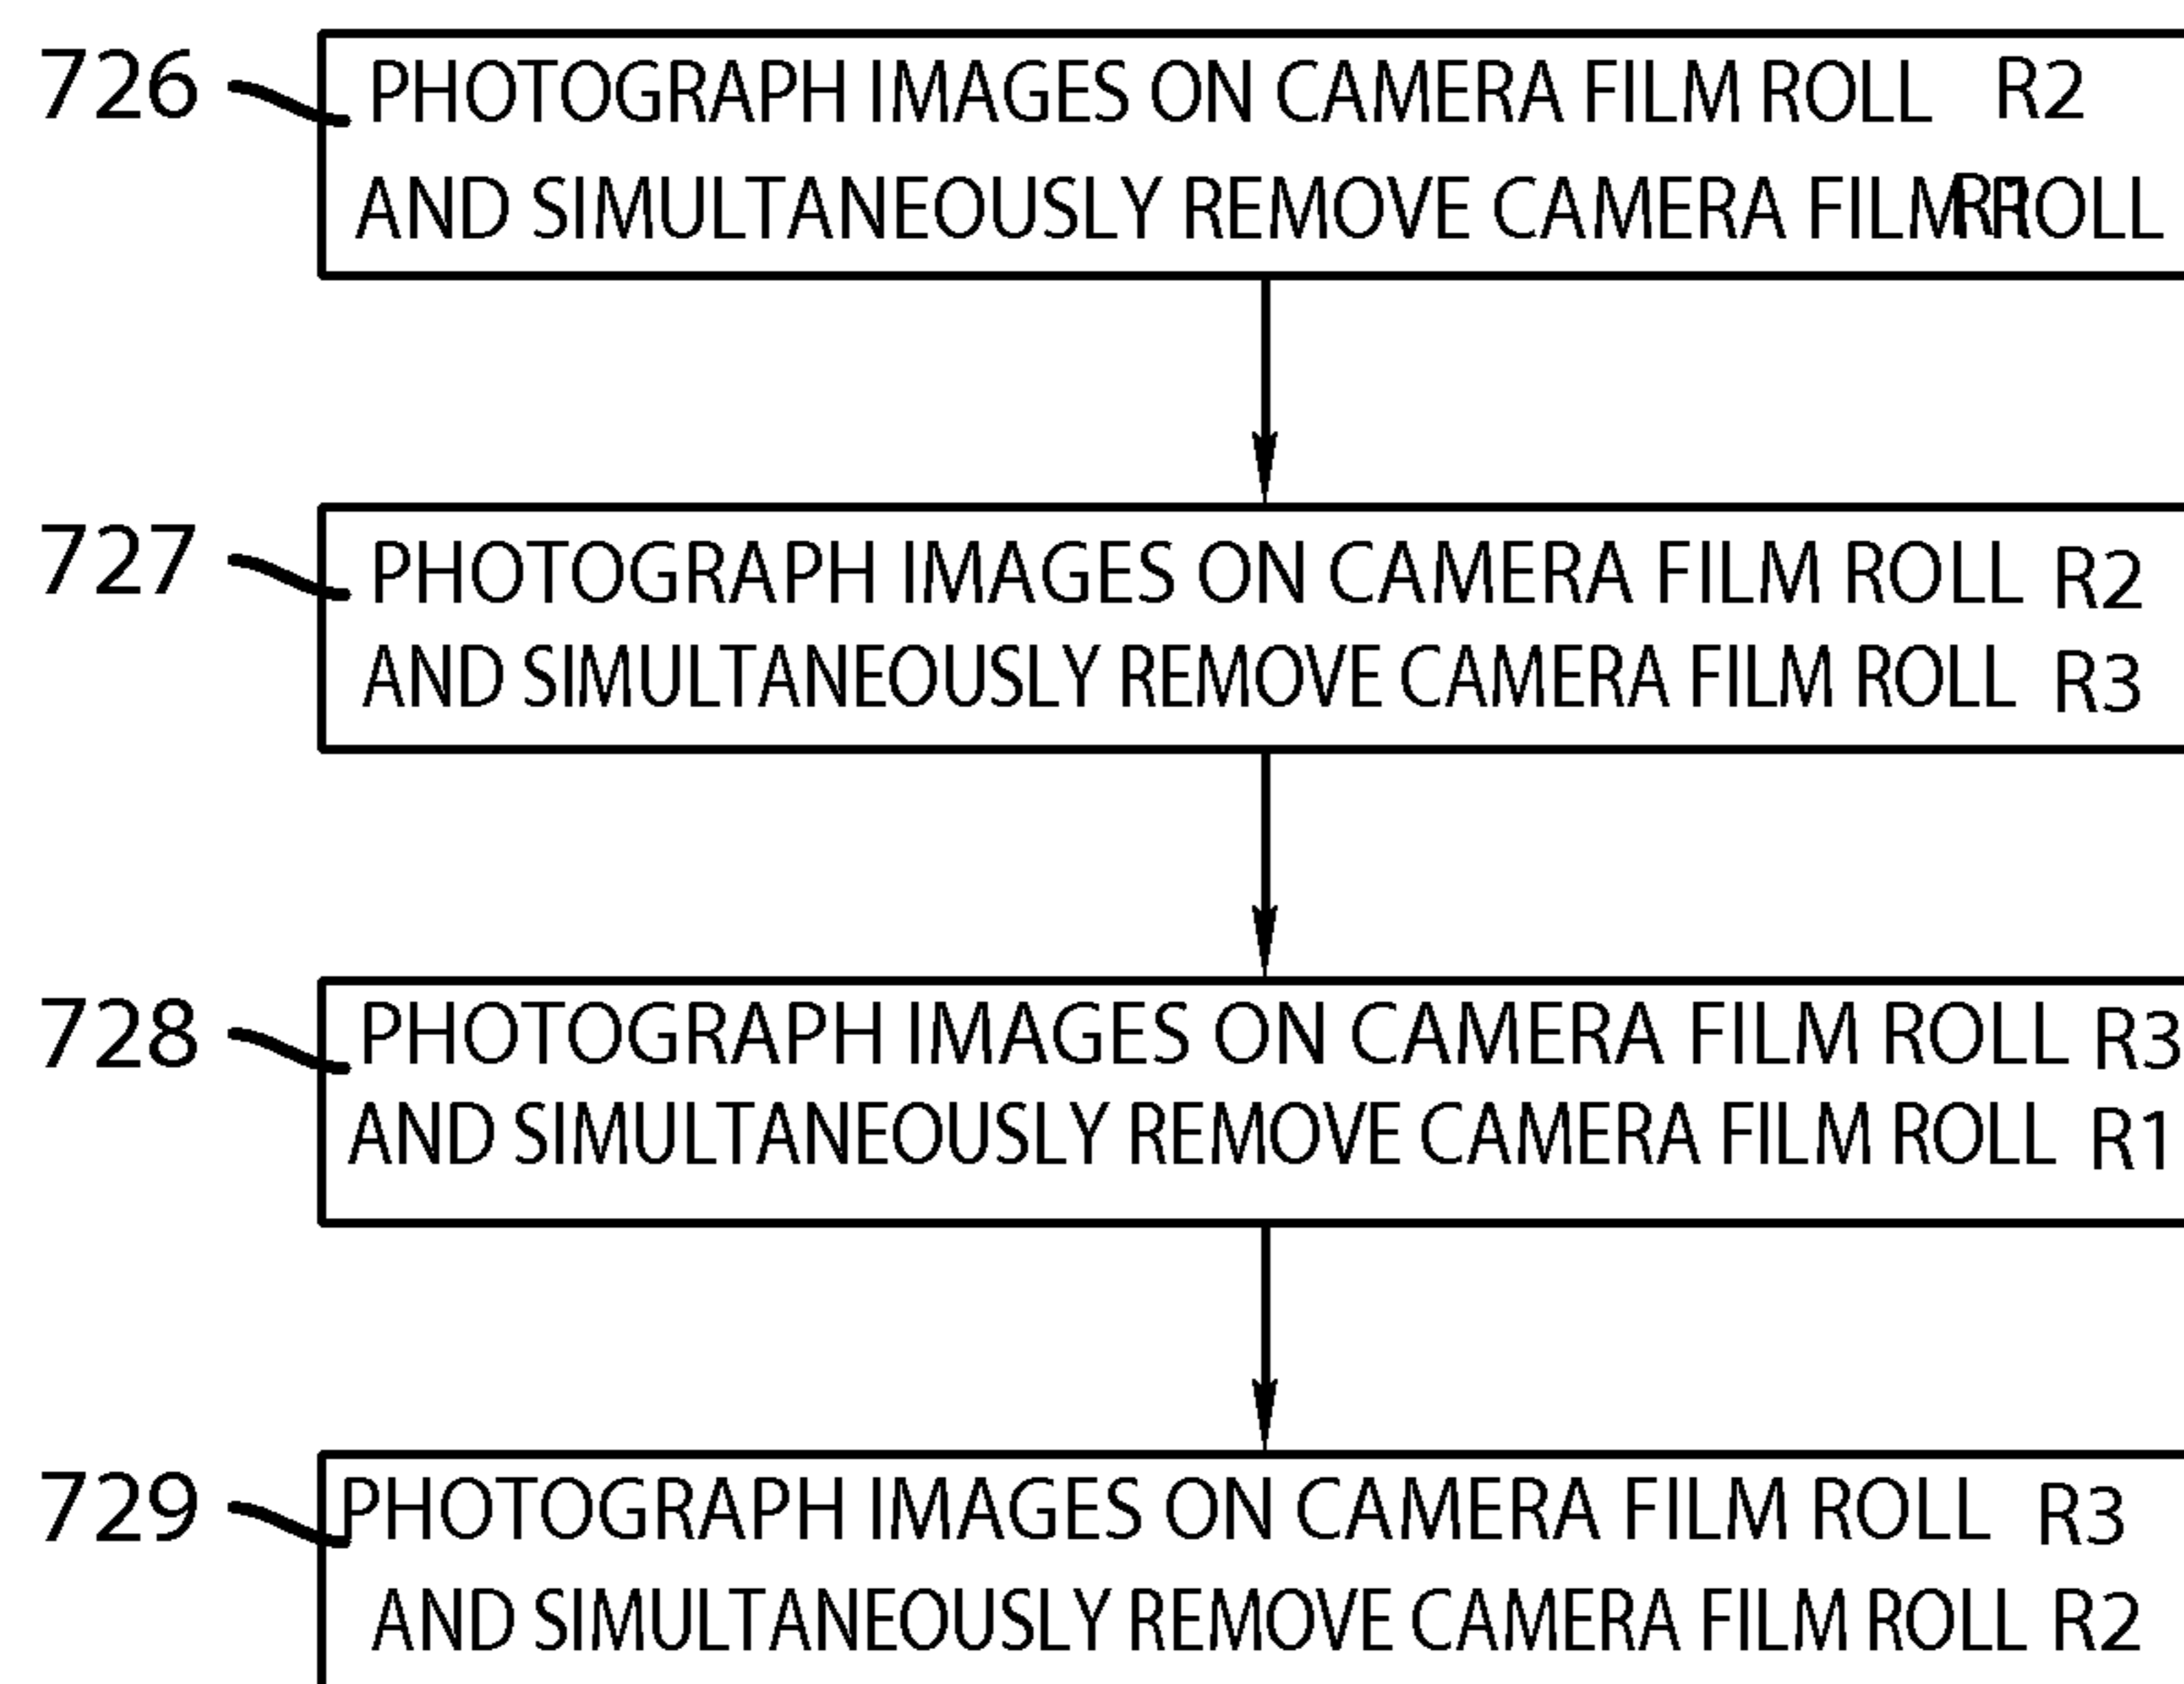 726
PHOTOGRAPH IMAGES ON CAMERA FILM ROLL R2
AND SIMULTANEOUSLY REMOVE CAMERA FILM ROLL R1
727
PHOTOGRAPH IMAGES ON CAMERA FILM ROLL R2
AND SIMULTANEOUSLY REMOVE CAMERA FILM ROLL R3
728
PHOTOGRAPH IMAGES ON CAMERA FILM ROLL R3
AND SIMULTANEOUSLY REMOVE CAMERA FILM ROLL R1
729
PHOTOGRAPH IMAGES ON CAMERA FILM ROLL R3
AND SIMULTANEOUSLY REMOVE CAMERA FILM ROLL R2